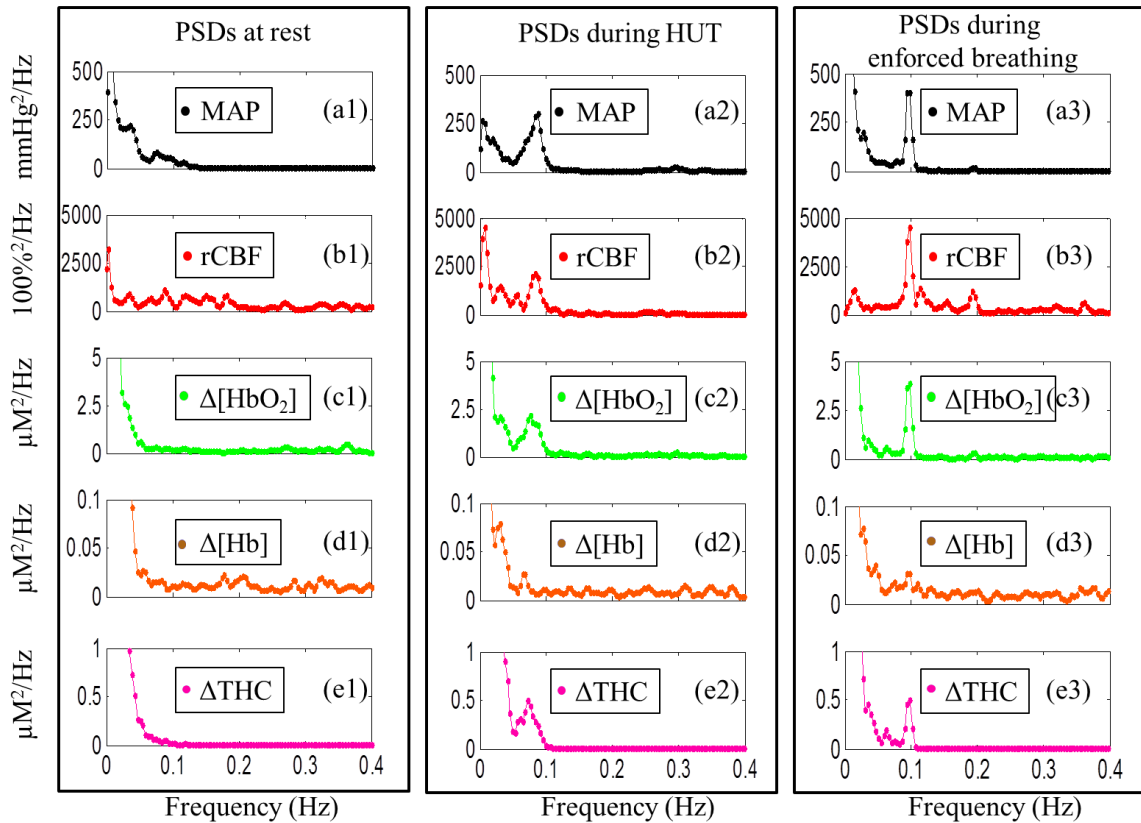 PSDs at rest
PSDs during HUT
PSDs during
enforced breathing
mmHg²/Hz
500
250
0
MAP
(a1)
500
250
0
MAP
(a2)
500
250
0
MAP
(a3)
100%²/Hz
5000
2500
0
rCBF
(b1)
5000
2500
0
rCBF
(b2)
5000
2500
0
rCBF
(b3)
μM²/Hz
5
2.5
0
Δ[HbO₂]
(c1)
5
2.5
0
Δ[HbO₂]
(c2)
5
2.5
0
Δ[HbO₂]
(c3)
μM²/Hz
0.1
0.05
0
Δ[Hb]
(d1)
0.1
0.05
0
Δ[Hb]
(d2)
0.1
0.05
0
Δ[Hb]
(d3)
μM²/Hz
1
0.5
0
ΔTHC
(e1)
1
0.5
0
ΔTHC
(e2)
1
0.5
0
ΔTHC
(e3)
0 0.1 0.2 0.3 0.4
0 0.1 0.2 0.3 0.4
0 0.1 0.2 0.3 0.4
Frequency (Hz)
Frequency (Hz)
Frequency (Hz)